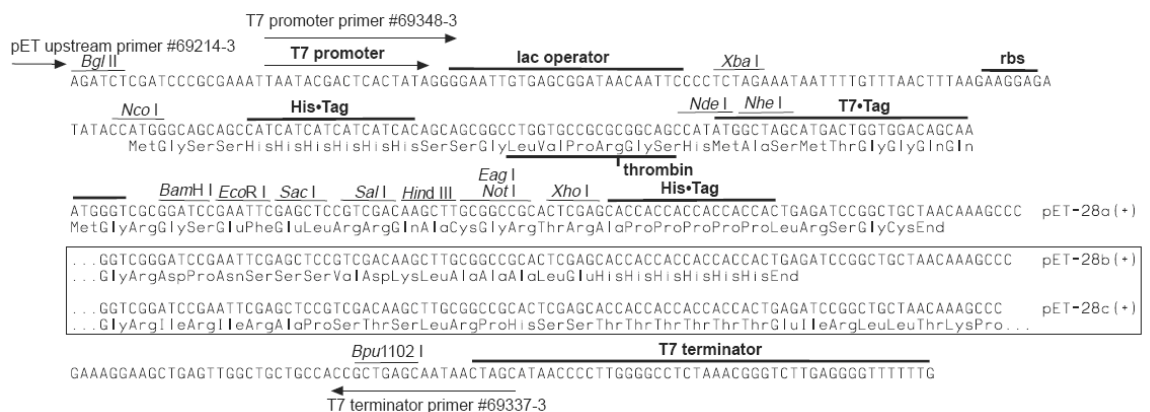 T7 promoter primer #69348-3
pET upstream primer #69214-3
Bgl II T7 promoter lac operator Xba I rbs
AGATCTCGATCCCGCGAAATTAATACGACTCACTATAGGGGAATTGTGAGCGGATAACAATTCCCCTCTAGAAATAATTTTGTTTAACTTTAAGAAGGAGA
Nco I His•Tag Nde I Nhe I T7•Tag
TATACCATGGGCAGCAGCCATCATCATCATCATCACAGCAGCGGCCTGGTGCCGCGCGGCAGCCATATGGCTAGCATGACTGGTGGACAGCAA
MetGlySerSerHisHisHisHisHisHisSerSerGlyLeuValProArgGlySerHisMetAlaSerMetThrGlyGlyGlnGln
thrombin
Eag I
BamH I EcoR I Sac I Sal I Hind III Not I Xho I His•Tag
ATGGGTCGCGGATCCGAATTCGAGCTCCGTCGACAAGCTTGCGGCCGCACTCGAGCACCACCACCACCACCACTGAGATCCGGCTGCTAACAAAGCCC pET-28a(+)
MetGlyArgGlySerGluPheGluLeuArgArgGlnAlaCysGlyArgThrArgAlaProProProProProProLeuArgSerGlyCysEnd
...GGTCGGGATCCGAATTCGAGCTCCGTCGACAAGCTTGCGGCCGCACTCGAGCACCACCACCACCACCACTGAGATCCGGCTGCTAACAAAGCCC pET-28b(+)
...GlyArgAspProAsnSerSerSerValAspLysLeuAlaAlaAlaLeuGluHisHisHisHisHisHisEnd
...GGTCGGATCCGAATTCGAGCTCCGTCGACAAGCTTGCGGCCGCACTCGAGCACCACCACCACCACCACTGAGATCCGGCTGCTAACAAAGCCC pET-28c(+)
...GlyArgIleArgIleArgAlaProSerThrSerLeuArgProHisSerSerThrThrThrThrThrThrGluIleArgLeuLeuThrLysPro...
Bpu1102 I T7 terminator
GAAAGGAAGCTGAGTTGGCTGCTGCCACCGCTGAGCAATAACTAGCATAACCCCTTGGGGCCTCTAAACGGGTCTTGAGGGGTTTTTTG
T7 terminator primer #69337-3